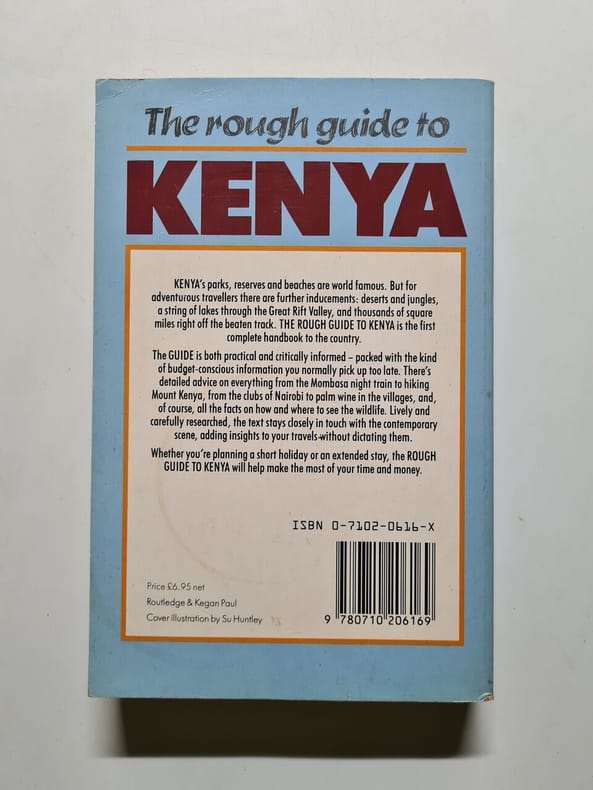 The rough guide to
KENYA
KENYA's parks, reserves and beaches are world famous. But for
adventurous travellers there are further inducements: deserts and jungles,
a string of lakes through the Great Rift Valley, and thousands of square
miles right off the beaten track. THE ROUGH GUIDE TO KENYA is the first
complete handbook to the country.
The GUIDE is both practical and critically informed – packed with the kind
of budget-conscious information you normally pick up too late. There's
detailed advice on everything from the Mombasa night train to hiking
Mount Kenya, from the clubs of Nairobi to palm wine in the villages, and,
of course, all the facts on how and where to see the wildlife. Lively and
carefully researched, the text stays closely in touch with the contemporary
scene, adding insights to your travels without dictating them.
Whether you're planning a short holiday or an extended stay, the ROUGH
GUIDE TO KENYA will help make the most of your time and money.
ISBN 0-7102-0616-X
Price £6.95 net
Routledge & Kegan Paul
Cover illustration by Su Huntley
9 780710 206169